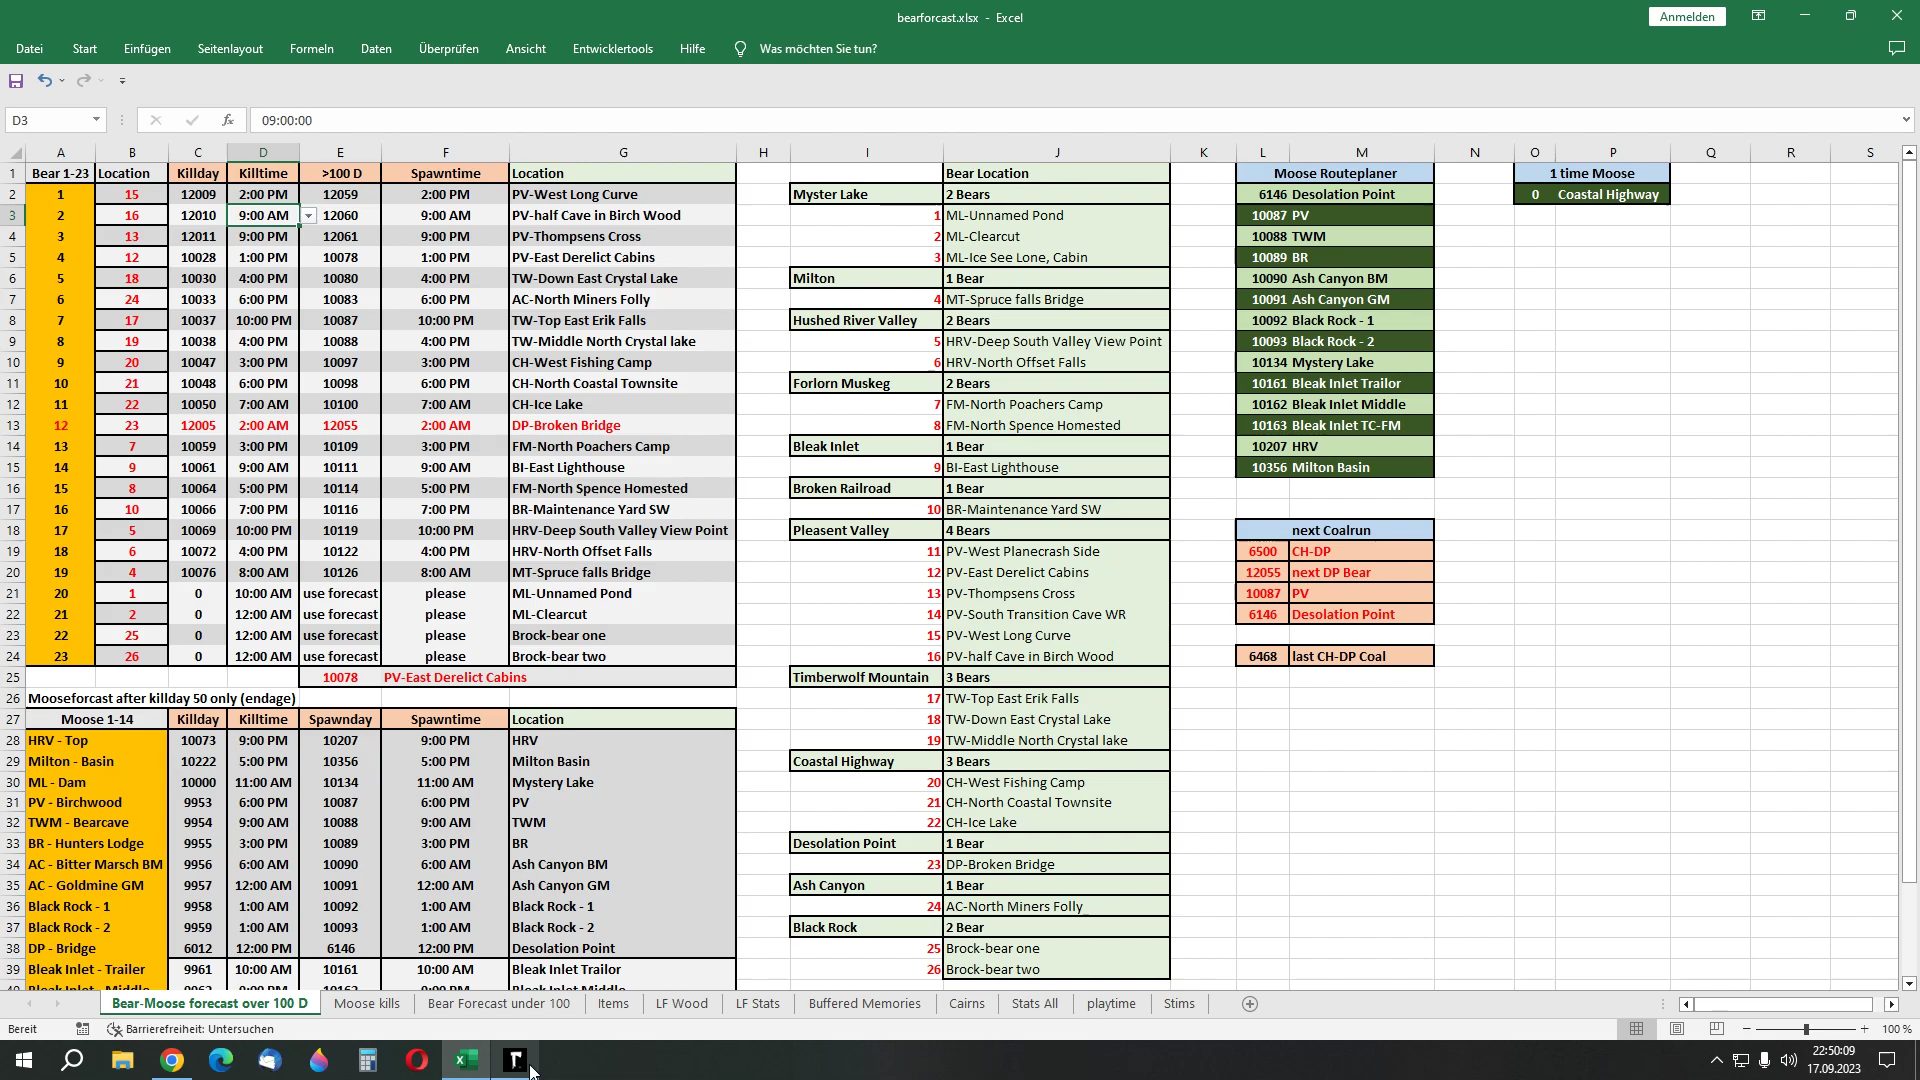 bearforcast.xlsx - Excel
Anmelden
Datei Start Einfügen Seitenlayout Formeln Daten Überprüfen Ansicht Entwicklertools Hilfe Was möchten Sie tun?
D3 fx 09:00:00
A B C D E F G H I J K L M N O P Q R S
1 Bear 1-23 Location Killday Killtime >100 D Spawntime Location Bear Location Moose Routeplaner 1 time Moose
2 1 15 12009 2:00 PM 12059 2:00 PM PV-West Long Curve Myster Lake 2 Bears 6146 Desolation Point 0 Coastal Highway
3 2 16 12010 9:00 AM 12060 9:00 AM PV-half Cave in Birch Wood 1 ML-Unnamed Pond 10087 PV
4 3 13 12011 9:00 PM 12061 9:00 PM PV-Thompsens Cross 2 ML-Clearcut 10088 TWM
5 4 12 10028 1:00 PM 10078 1:00 PM PV-East Derelict Cabins 3 ML-Ice See Lone, Cabin 10089 BR
6 5 18 10030 4:00 PM 10080 4:00 PM TW-Down East Crystal Lake Milton 1 Bear 10090 Ash Canyon BM
7 6 24 10033 6:00 PM 10083 6:00 PM AC-North Miners Folly 4 MT-Spruce falls Bridge 10091 Ash Canyon GM
8 7 17 10037 10:00 PM 10087 10:00 PM TW-Top East Erik Falls Hushed River Valley 2 Bears 10092 Black Rock - 1
9 8 19 10038 4:00 PM 10088 4:00 PM TW-Middle North Crystal lake 5 HRV-Deep South Valley View Point 10093 Black Rock - 2
10 9 20 10047 3:00 PM 10097 3:00 PM CH-West Fishing Camp 6 HRV-North Offset Falls 10134 Mystery Lake
11 10 21 10048 6:00 PM 10098 6:00 PM CH-North Coastal Townsite Forlorn Muskeg 2 Bears 10161 Bleak Inlet Trailor
12 11 22 10050 7:00 AM 10100 7:00 AM CH-Ice Lake 7 FM-North Poachers Camp 10162 Bleak Inlet Middle
13 12 23 12005 2:00 AM 12055 2:00 AM DP-Broken Bridge 8 FM-North Spence Homested 10163 Bleak Inlet TC-FM
14 13 7 10059 3:00 PM 10109 3:00 PM FM-North Poachers Camp Bleak Inlet 1 Bear 10207 HRV
15 14 9 10061 9:00 AM 10111 9:00 AM BI-East Lighthouse 9 BI-East Lighthouse 10356 Milton Basin
16 15 8 10064 5:00 PM 10114 5:00 PM FM-North Spence Homested Broken Railroad 1 Bear
17 16 10 10066 7:00 PM 10116 7:00 PM BR-Maintenance Yard SW 10 BR-Maintenance Yard SW
18 17 5 10069 10:00 PM 10119 10:00 PM HRV-Deep South Valley View Point Pleasent Valley 4 Bears next Coalrun
19 18 6 10072 4:00 PM 10122 4:00 PM HRV-North Offset Falls 11 PV-West Planecrash Side 6500 CH-DP
20 19 4 10076 8:00 AM 10126 8:00 AM MT-Spruce falls Bridge 12 PV-East Derelict Cabins 12055 next DP Bear
21 20 1 0 10:00 AM use forecast please ML-Unnamed Pond 13 PV-Thompsens Cross 10087 PV
22 21 2 0 12:00 AM use forecast please ML-Clearcut 14 PV-South Transition Cave WR 6146 Desolation Point
23 22 25 0 12:00 AM use forecast please Brock-bear one 15 PV-West Long Curve
24 23 26 0 12:00 AM use forecast please Brock-bear two 16 PV-half Cave in Birch Wood 6468 last CH-DP Coal
25 10078 PV-East Derelict Cabins Timberwolf Mountain 3 Bears
26 Mooseforcast after killday 50 only (endage) 17 TW-Top East Erik Falls
27 Moose 1-14 Killday Killtime Spawnday Spawntime Location 18 TW-Down East Crystal Lake
28 HRV - Top 10073 9:00 PM 10207 9:00 PM HRV 19 TW-Middle North Crystal lake
29 Milton - Basin 10222 5:00 PM 10356 5:00 PM Milton Basin Coastal Highway 3 Bears
30 ML - Dam 10000 11:00 AM 10134 11:00 AM Mystery Lake 20 CH-West Fishing Camp
31 PV - Birchwood 9953 6:00 PM 10087 6:00 PM PV 21 CH-North Coastal Townsite
32 TWM - Bearcave 9954 9:00 AM 10088 9:00 AM TWM 22 CH-Ice Lake
33 BR - Hunters Lodge 9955 3:00 PM 10089 3:00 PM BR Desolation Point 1 Bear
34 AC - Bitter Marsch BM 9956 6:00 AM 10090 6:00 AM Ash Canyon BM 23 DP-Broken Bridge
35 AC - Goldmine GM 9957 12:00 AM 10091 12:00 AM Ash Canyon GM Ash Canyon 1 Bear
36 Black Rock - 1 9958 1:00 AM 10092 1:00 AM Black Rock - 1 24 AC-North Miners Folly_
37 Black Rock - 2 9959 1:00 AM 10093 1:00 AM Black Rock - 2 Black Rock 2 Bear
38 DP - Bridge 6012 12:00 PM 6146 12:00 PM Desolation Point 25 Brock-bear one
39 Bleak Inlet - Trailer 9961 10:00 AM 10161 10:00 AM Bleak Inlet Trailor 26 Brock-bear two
Bear-Moose forecast over 100 D Moose kills Bear Forecast under 100 Items LF Wood LF Stats Buffered Memories Cairns Stats All playtime Stims
Bereit Barrierefreiheit: Untersuchen 100 %
22:50:09
17.09.2023